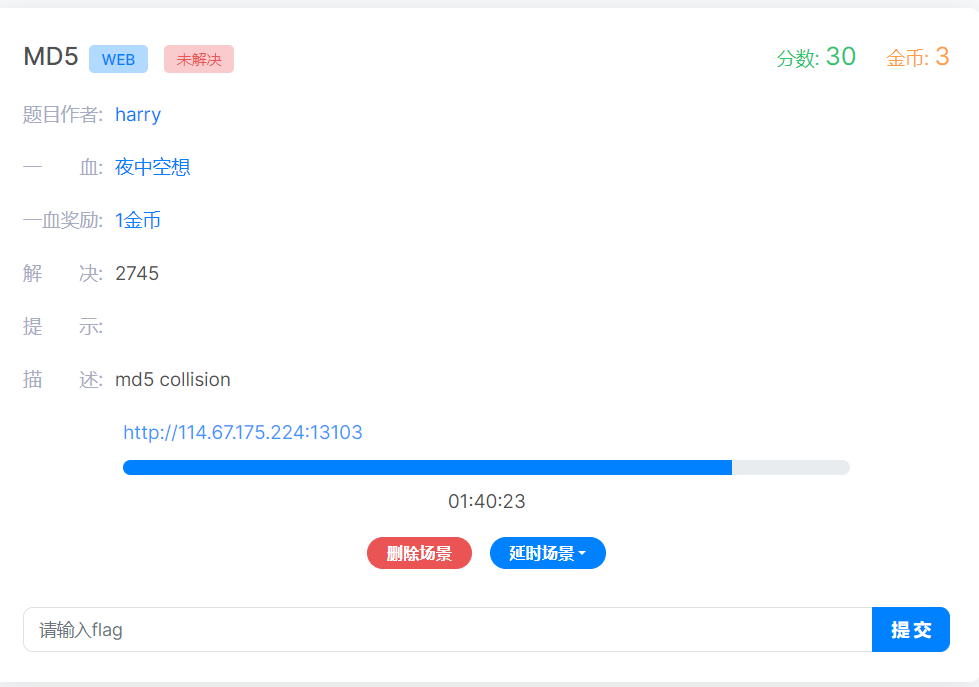 MD5 WEB 未解决 分数: 30 金币: 3
题目作者: harry
一 血: 夜中空想
一血奖励: 1金币
解 决: 2745
提 示:
描 述: md5 collision
http://114.67.175.224:13103
01:40:23
删除场景 延时场景
请输入flag 提交